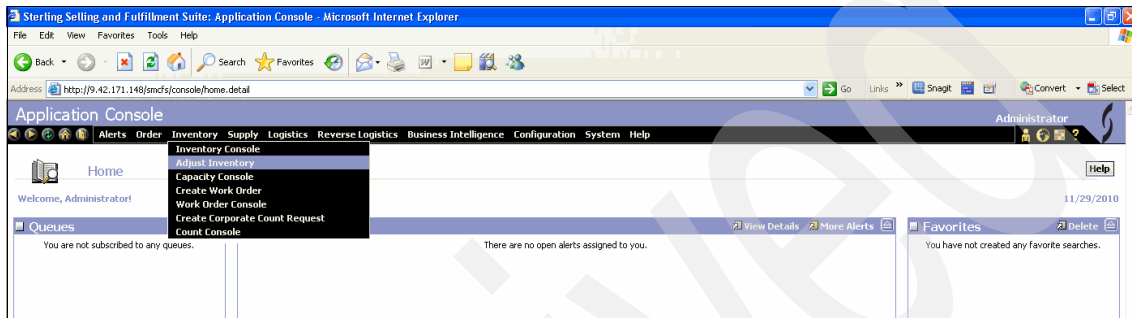 Sterling Selling and Fulfillment Suite: Application Console - Microsoft Internet Explorer
File Edit View Favorites Tools Help
Back Search Favorites
Address http://9.42.171.148/smcfs/console/home.detail Go Links » Snagit Convert Select
Application Console Administrator
Alerts Order Inventory Supply Logistics Reverse Logistics Business Intelligence Configuration System Help
Inventory Console
Adjust Inventory
Capacity Console
Create Work Order
Work Order Console
Create Corporate Count Request
Count Console
Home Help
Welcome, Administrator! 11/29/2010
Queues View Details More Alerts Favorites Delete
You are not subscribed to any queues. There are no open alerts assigned to you. You have not created any favorite searches.